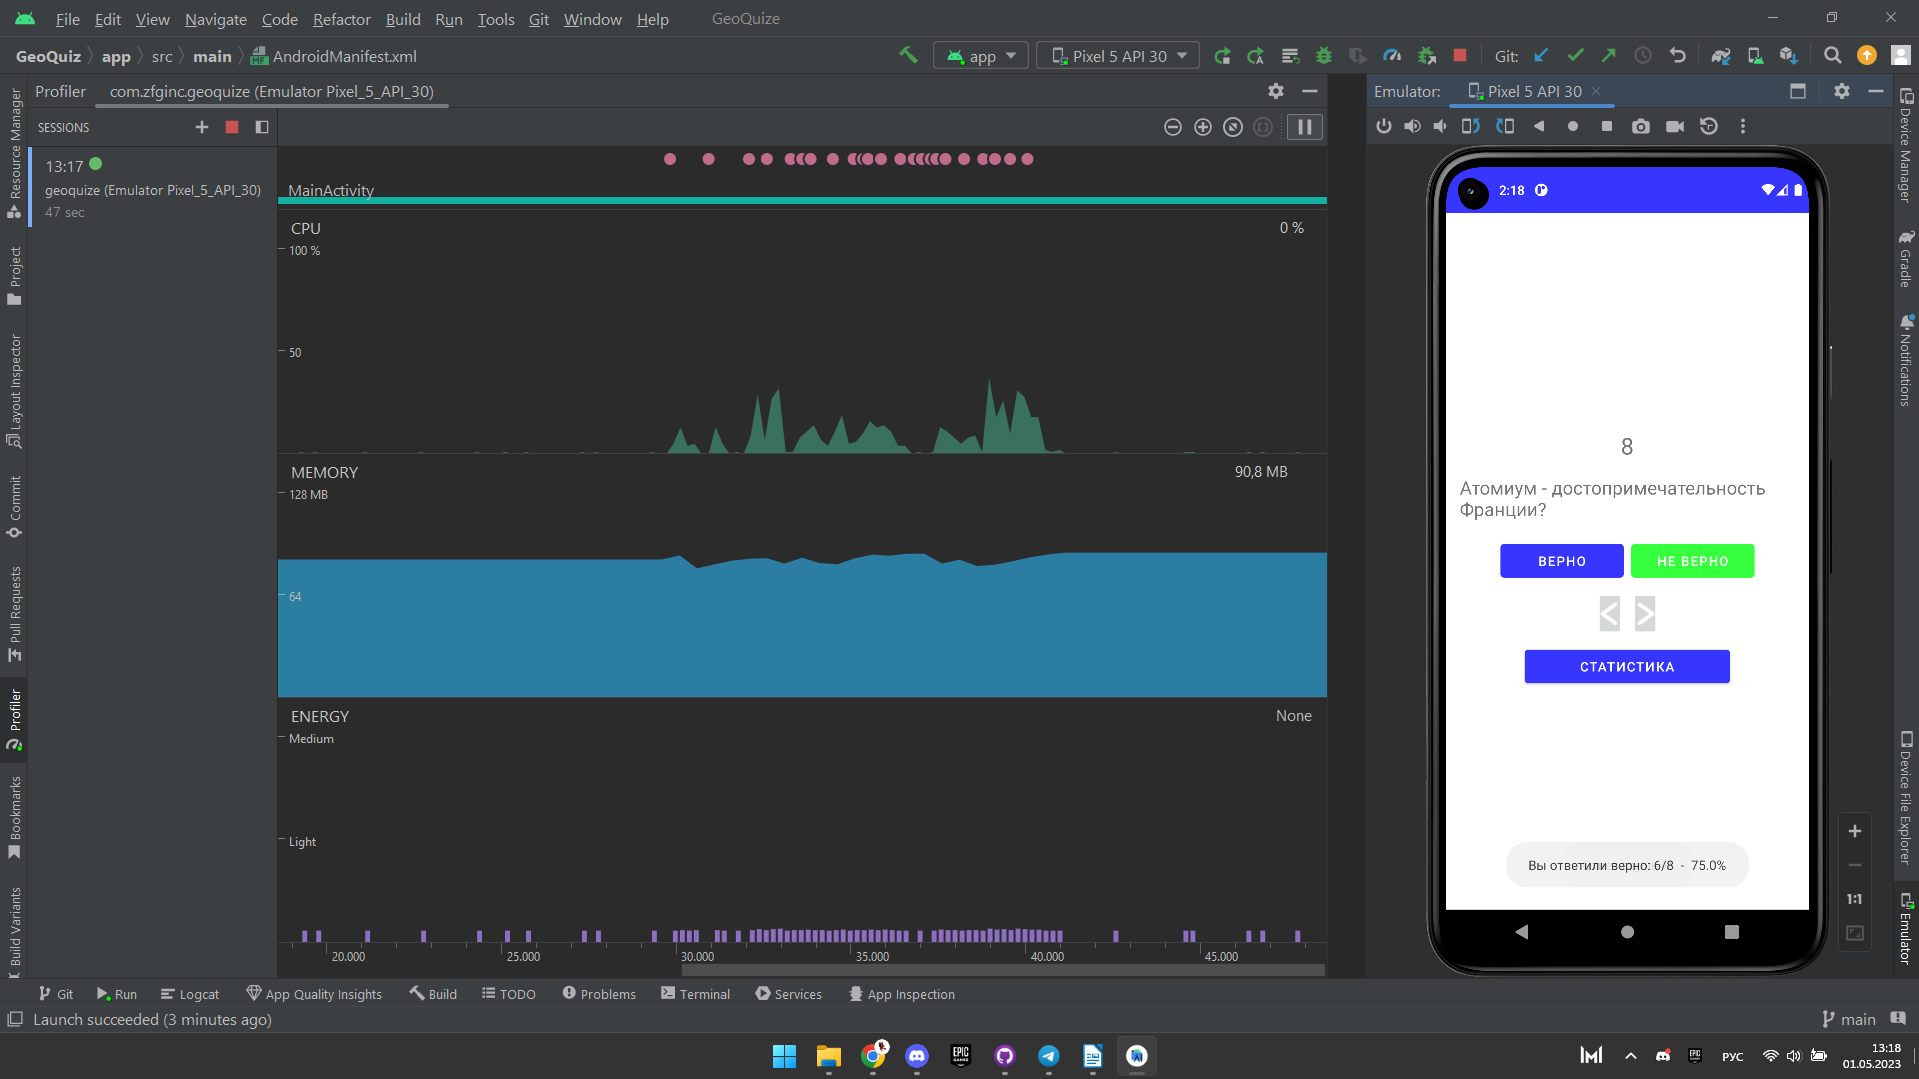 File Edit View Navigate Code Refactor Build Run Tools Git Window Help GeoQuize
GeoQuiz app src main AndroidManifest.xml app Pixel 5 API 30 Git:
Profiler com.zfginc.geoquize (Emulator Pixel_5_API_30)
Emulator: Pixel 5 API 30
SESSIONS
13:17
geoquize (Emulator Pixel_5_API_30)
47 sec
MainActivity
CPU
0 %
100 %
50
MEMORY
90,8 MB
128 MB
64
ENERGY
None
Medium
Light
20.000 25.000 30.000 35.000 40.000 45.000
2:18
8
Атомиум - достопримечательность
Франции?
ВЕРНО НЕ ВЕРНО
< >
СТАТИСТИКА
Вы ответили верно: 6/8 - 75.0%
1:1
Resource Manager
Project
Layout Inspector
Commit
Pull Requests
Profiler
Bookmarks
Build Variants
Device Manager
Gradle
Notifications
Device File Explorer
Emulator
Git Run Logcat App Quality Insights Build TODO Problems Terminal Services App Inspection
Launch succeeded (3 minutes ago)
main
EPIC GAMES
РУС
13:18
01.05.2023